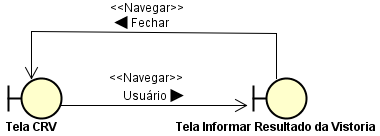 <<Navegar>>
Fechar
<<Navegar>>
Usuário
Tela CRV
Tela Informar Resultado da Vistoria